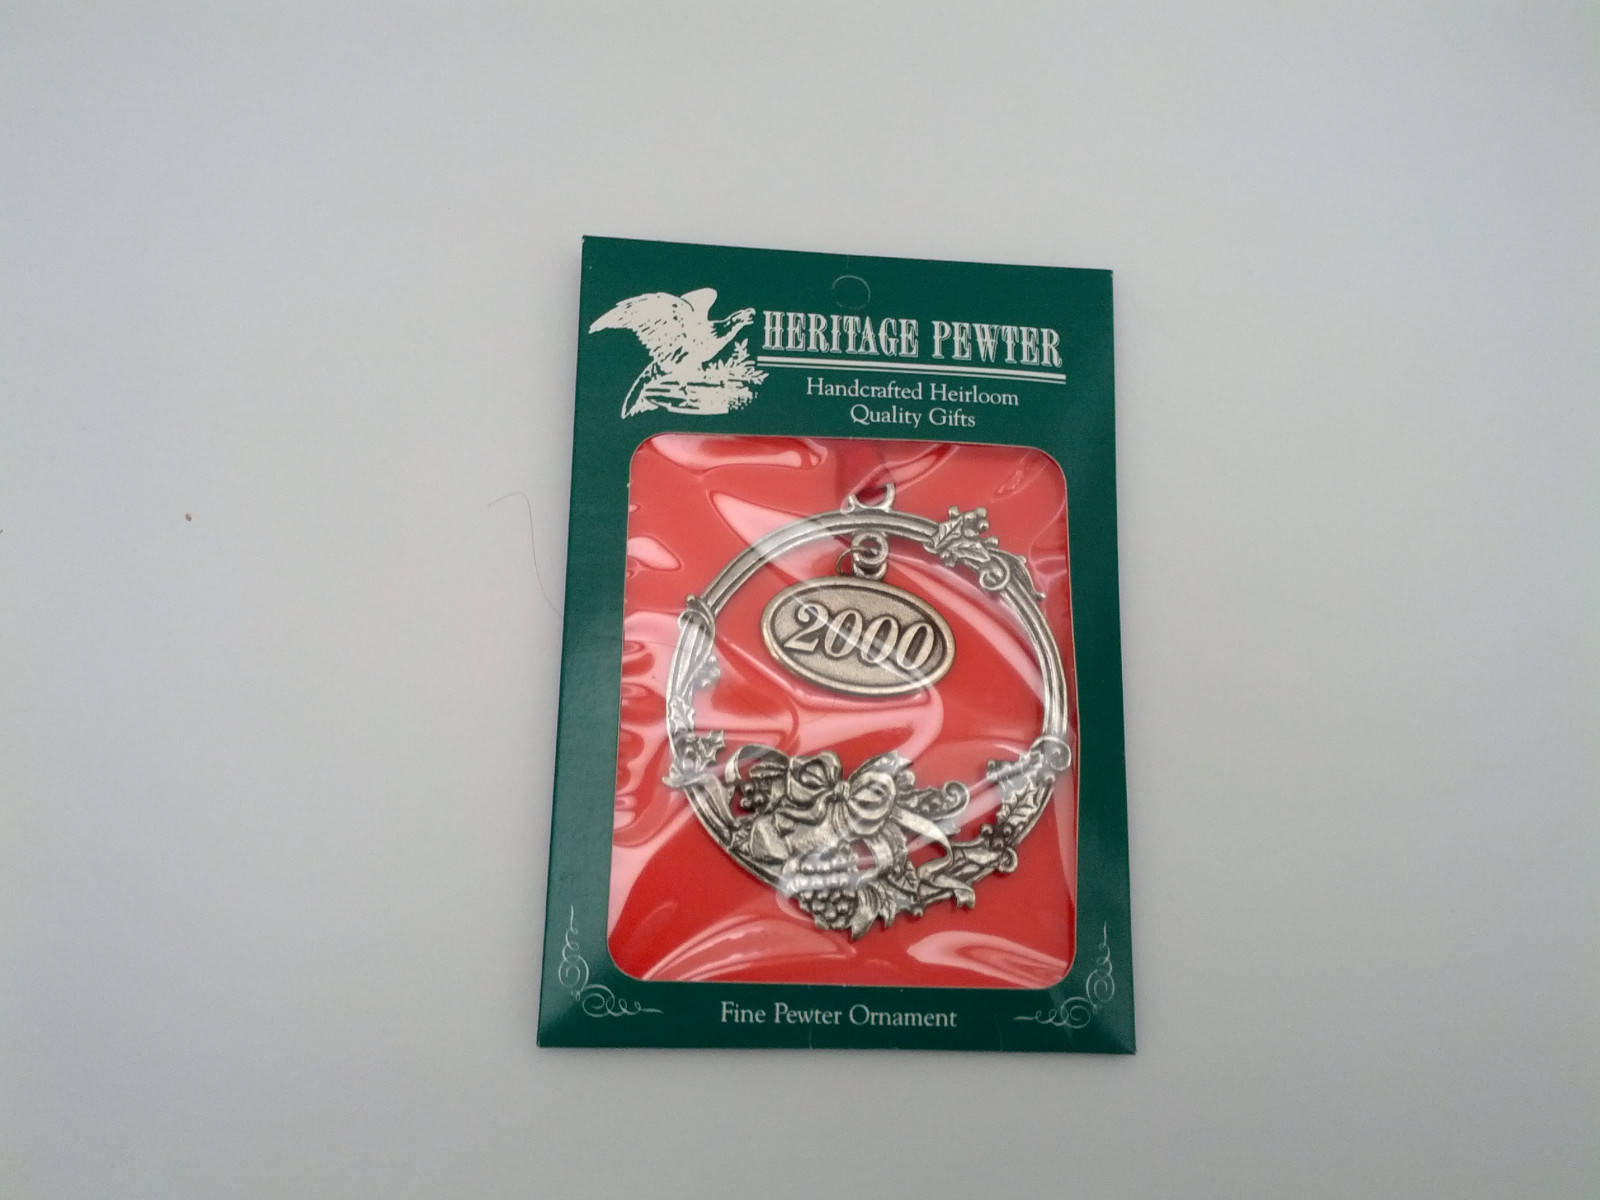 HERITAGE PEWTER
Handcrafted Heirloom
Quality Gifts
2000
Fine Pewter Ornament